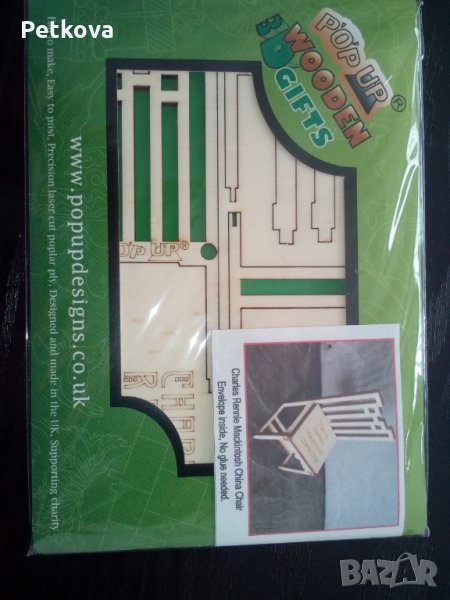 Petkova
POP UP®
WOODEN
3D GIFTS
to make, Easy to post, Precision laser cut poplar ply, Designed and made in the UK, Supporting charity
www.popupdesigns.co.uk
POP UP®
CHER
Charles Rennie Mackintosh China Chair
Envelope inside, No glue needed.
BAZAR